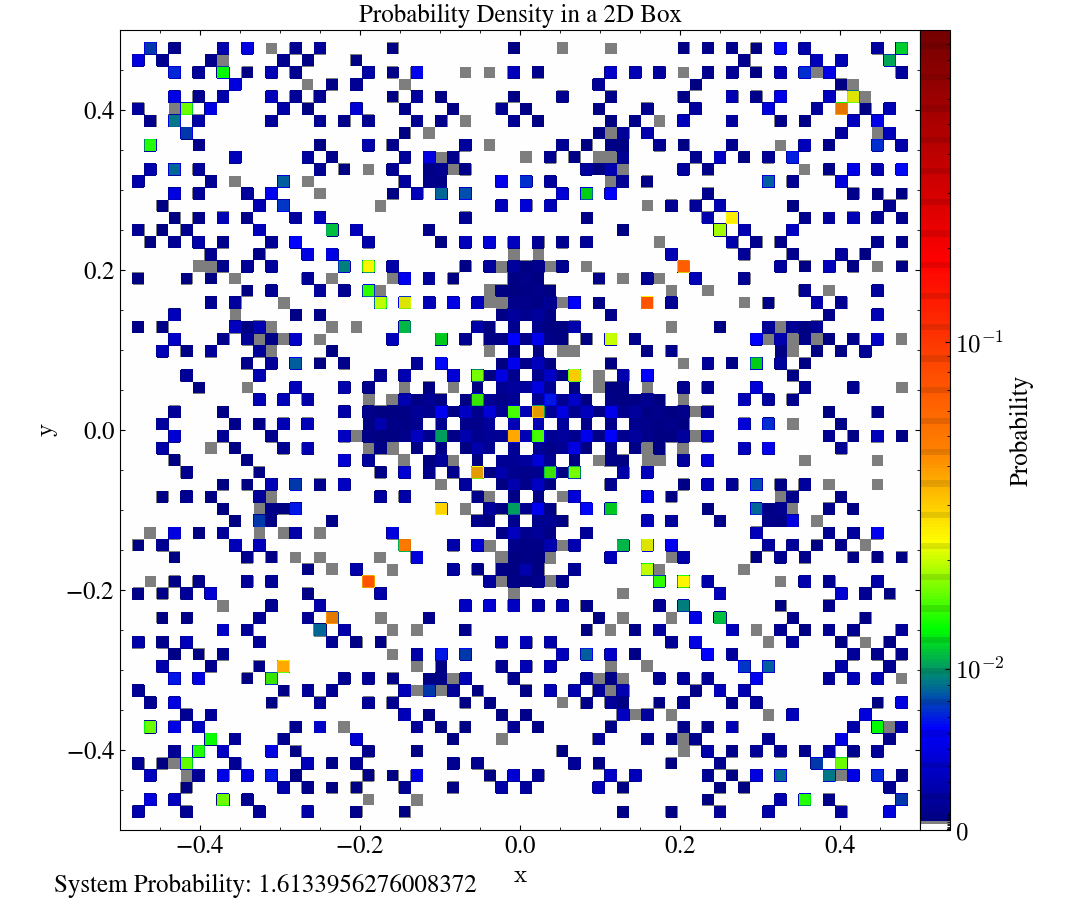 Probability Density in a 2D Box
0.4
0.2
0.0
−0.2
−0.4
y
−0.4 −0.2 0.0 0.2 0.4
x
10⁻¹
10⁻²
0
Probability
System Probability: 1.6133956276008372